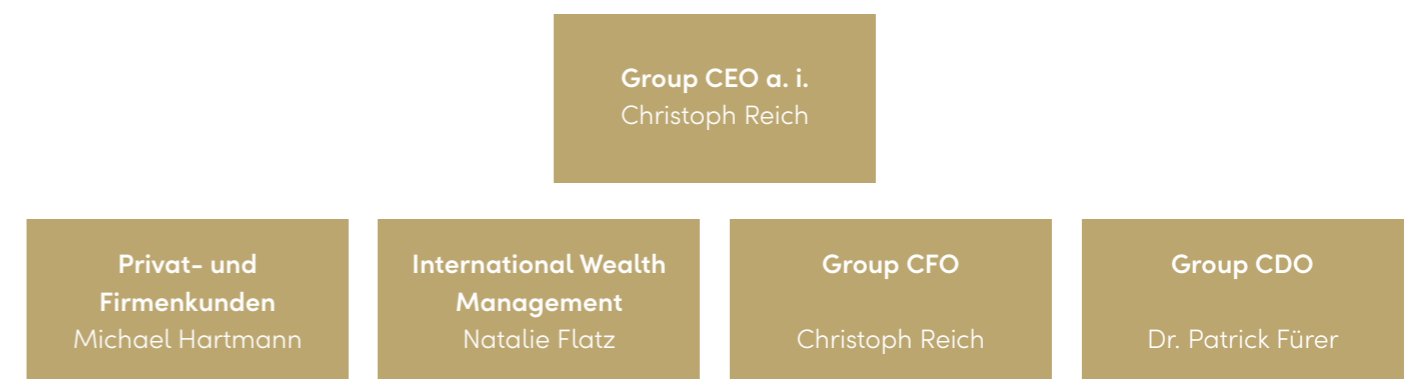 Group CEO a. i.
Christoph Reich
Privat- und
Firmenkunden
Michael Hartmann
International Wealth
Management
Natalie Flatz
Group CFO
Christoph Reich
Group CDO
Dr. Patrick Fürer